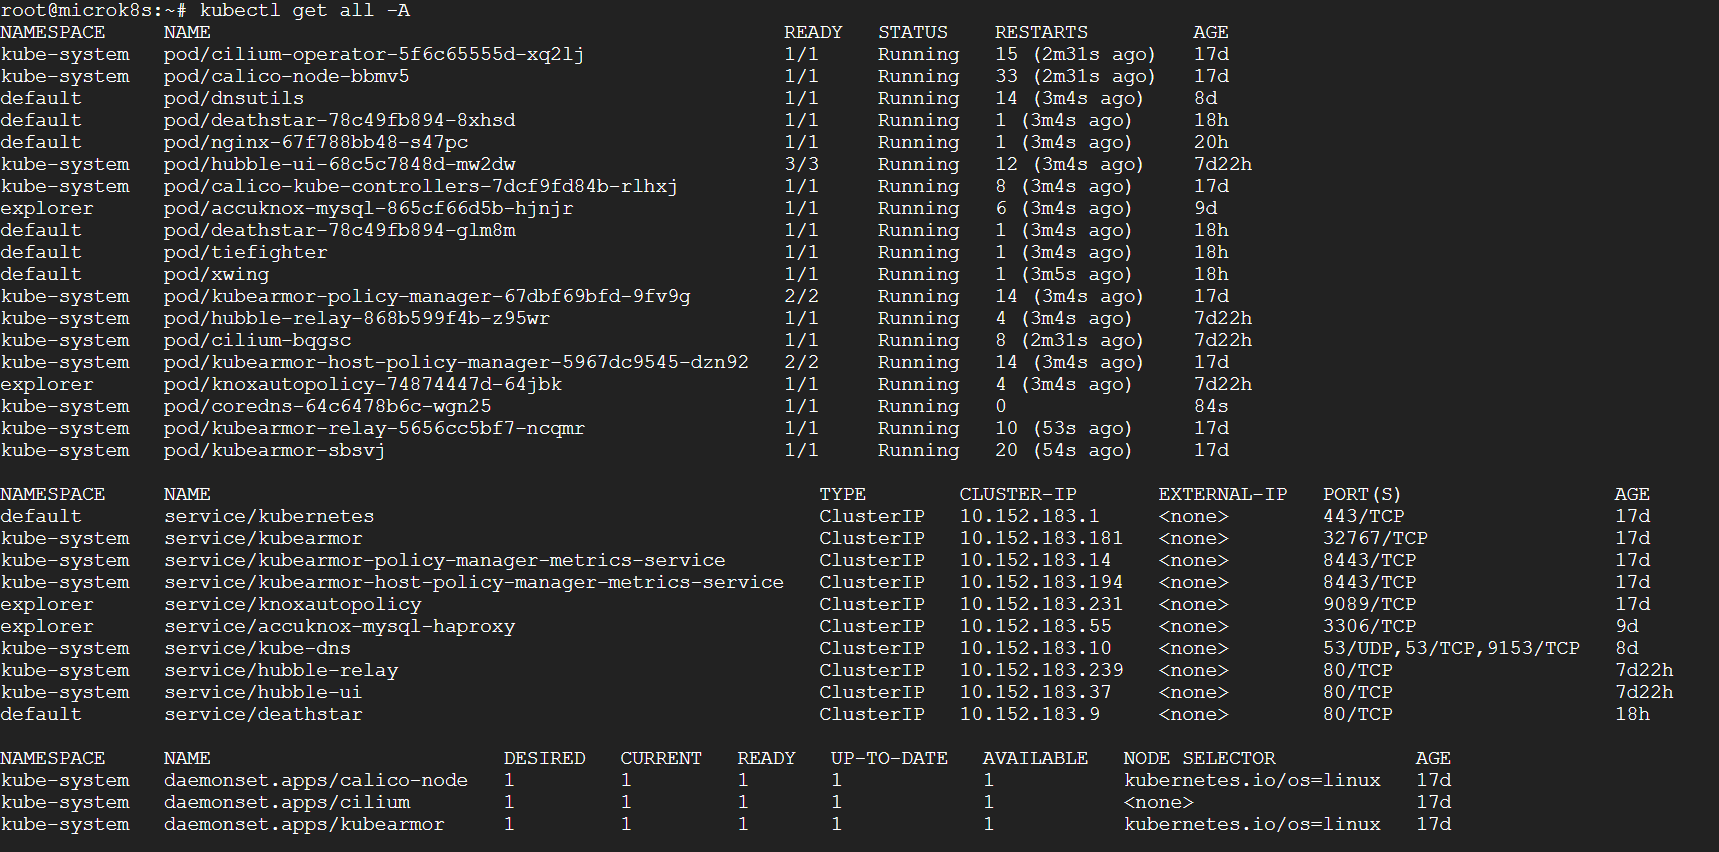 root@microk8s:~# kubectl get all -A
NAMESPACE NAME READY STATUS RESTARTS AGE
kube-system pod/cilium-operator-5f6c65555d-xq2lj 1/1 Running 15 (2m31s ago) 17d
kube-system pod/calico-node-bbmv5 1/1 Running 33 (2m31s ago) 17d
default pod/dnsutils 1/1 Running 14 (3m4s ago) 8d
default pod/deathstar-78c49fb894-8xhsd 1/1 Running 1 (3m4s ago) 18h
default pod/nginx-67f788bb48-s47pc 1/1 Running 1 (3m4s ago) 20h
kube-system pod/hubble-ui-68c5c7848d-mw2dw 3/3 Running 12 (3m4s ago) 7d22h
kube-system pod/calico-kube-controllers-7dcf9fd84b-rlhxj 1/1 Running 8 (3m4s ago) 17d
explorer pod/accuknox-mysql-865cf66d5b-hjnjr 1/1 Running 6 (3m4s ago) 9d
default pod/deathstar-78c49fb894-glm8m 1/1 Running 1 (3m4s ago) 18h
default pod/tiefighter 1/1 Running 1 (3m4s ago) 18h
default pod/xwing 1/1 Running 1 (3m5s ago) 18h
kube-system pod/kubearmor-policy-manager-67dbf69bfd-9fv9g 2/2 Running 14 (3m4s ago) 17d
kube-system pod/hubble-relay-868b599f4b-z95wr 1/1 Running 4 (3m4s ago) 7d22h
kube-system pod/cilium-bqgsc 1/1 Running 8 (2m31s ago) 7d22h
kube-system pod/kubearmor-host-policy-manager-5967dc9545-dzn92 2/2 Running 14 (3m4s ago) 17d
explorer pod/knoxautopolicy-74874447d-64jbk 1/1 Running 4 (3m4s ago) 7d22h
kube-system pod/coredns-64c6478b6c-wgn25 1/1 Running 0 84s
kube-system pod/kubearmor-relay-5656cc5bf7-ncqmr 1/1 Running 10 (53s ago) 17d
kube-system pod/kubearmor-sbsvj 1/1 Running 20 (54s ago) 17d
NAMESPACE NAME TYPE CLUSTER-IP EXTERNAL-IP PORT(S) AGE
default service/kubernetes ClusterIP 10.152.183.1 <none> 443/TCP 17d
kube-system service/kubearmor ClusterIP 10.152.183.181 <none> 32767/TCP 17d
kube-system service/kubearmor-policy-manager-metrics-service ClusterIP 10.152.183.14 <none> 8443/TCP 17d
kube-system service/kubearmor-host-policy-manager-metrics-service ClusterIP 10.152.183.194 <none> 8443/TCP 17d
explorer service/knoxautopolicy ClusterIP 10.152.183.231 <none> 9089/TCP 17d
explorer service/accuknox-mysql-haproxy ClusterIP 10.152.183.55 <none> 3306/TCP 9d
kube-system service/kube-dns ClusterIP 10.152.183.10 <none> 53/UDP,53/TCP,9153/TCP 8d
kube-system service/hubble-relay ClusterIP 10.152.183.239 <none> 80/TCP 7d22h
kube-system service/hubble-ui ClusterIP 10.152.183.37 <none> 80/TCP 7d22h
default service/deathstar ClusterIP 10.152.183.9 <none> 80/TCP 18h
NAMESPACE NAME DESIRED CURRENT READY UP-TO-DATE AVAILABLE NODE SELECTOR AGE
kube-system daemonset.apps/calico-node 1 1 1 1 1 kubernetes.io/os=linux 17d
kube-system daemonset.apps/cilium 1 1 1 1 1 <none> 17d
kube-system daemonset.apps/kubearmor 1 1 1 1 1 kubernetes.io/os=linux 17d